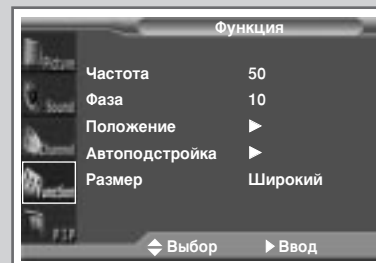 Функция
Picture
Sound
Channel
Function
PIP
Частота 50
Фаза 10
Положение ▶
Автоподстройка ▶
Размер Широкий
Выбор ▶ Ввод